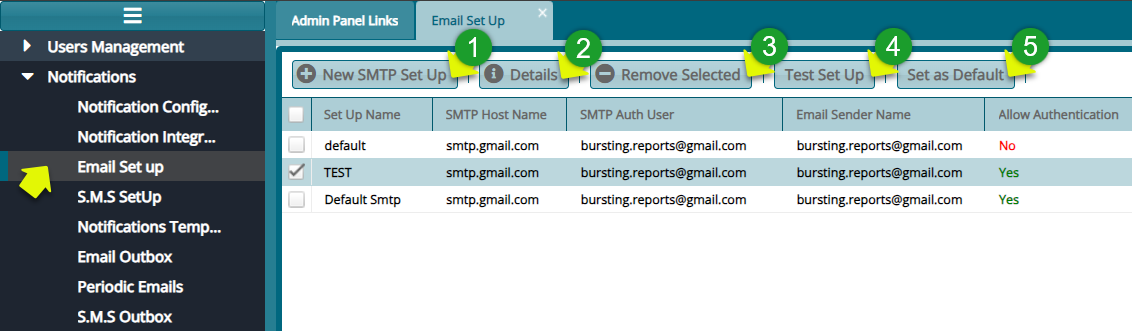 Admin Panel Links
Email Set Up
×
Users Management
Notifications
Notification Config...
Notification Integr...
Email Set up
S.M.S SetUp
Notifications Temp...
Email Outbox
Periodic Emails
S.M.S Outbox
1 2 3 4 5
New SMTP Set Up Details Remove Selected Test Set Up Set as Default
Set Up Name SMTP Host Name SMTP Auth User Email Sender Name Allow Authentication
default smtp.gmail.com bursting.reports@gmail.com bursting.reports@gmail.com No
TEST smtp.gmail.com bursting.reports@gmail.com bursting.reports@gmail.com Yes
Default Smtp smtp.gmail.com bursting.reports@gmail.com bursting.reports@gmail.com Yes